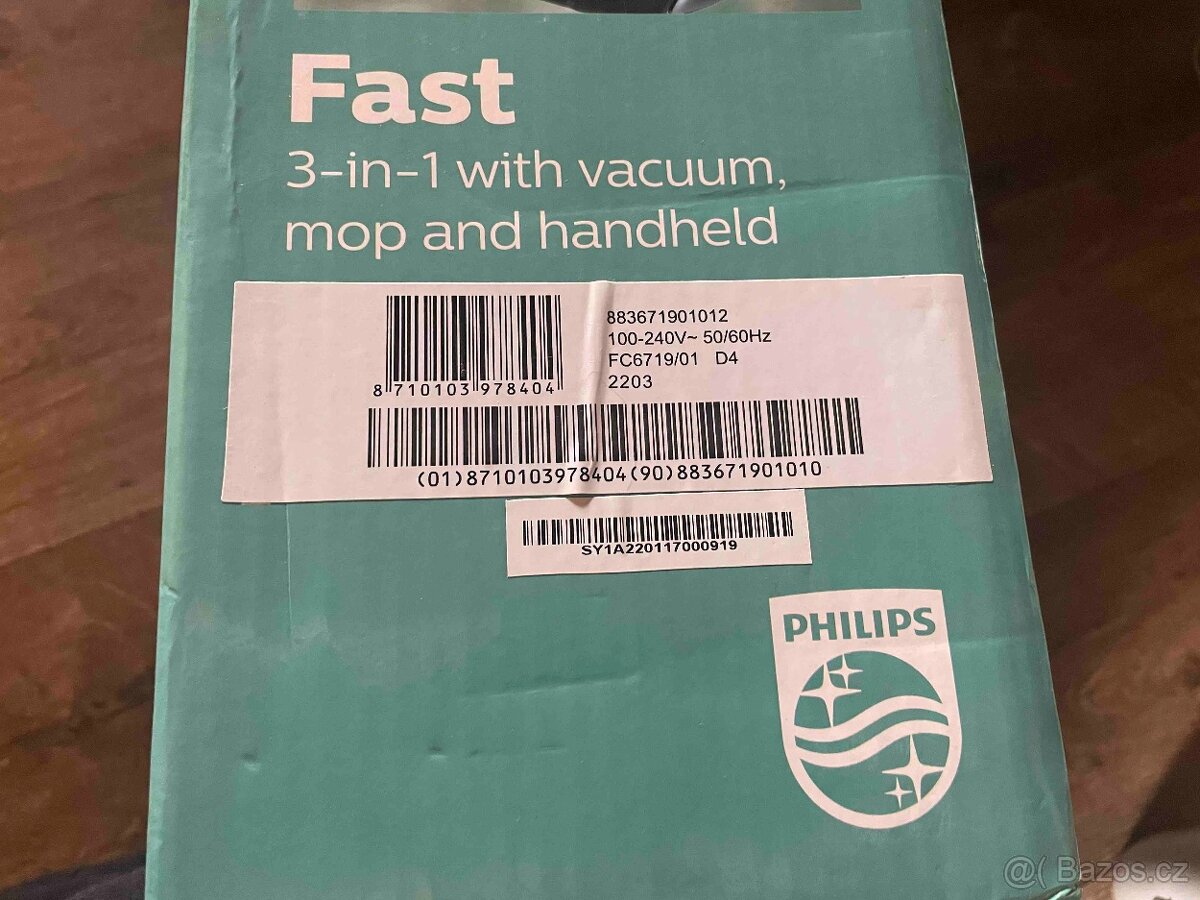 Fast
3-in-1 with vacuum,
mop and handheld
883671901012
100-240V~ 50/60Hz
FC6719/01 D4
2203
8 710103 978404
(01)8710103978404(90)883671901010
SY1A220117000919
PHILIPS
@( Bazos.cz